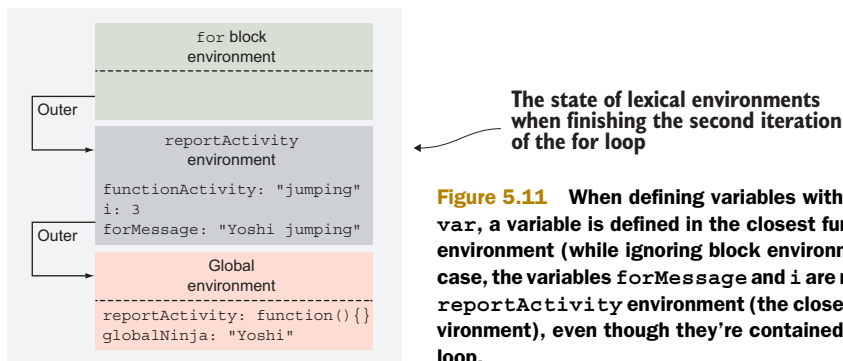 for block
environment
Outer
reportActivity
environment
functionActivity: "jumping"
i: 3
forMessage: "Yoshi jumping"
Outer
Global
environment
reportActivity: function(){}
globalNinja: "Yoshi"
The state of lexical environments
when finishing the second iteration
of the for loop
Figure 5.11 When defining variables with
var, a variable is defined in the closest
environment (while ignoring block
case, the variables forMessage and i are
reportActivity environment (the
vironment), even though they're contained
loop.